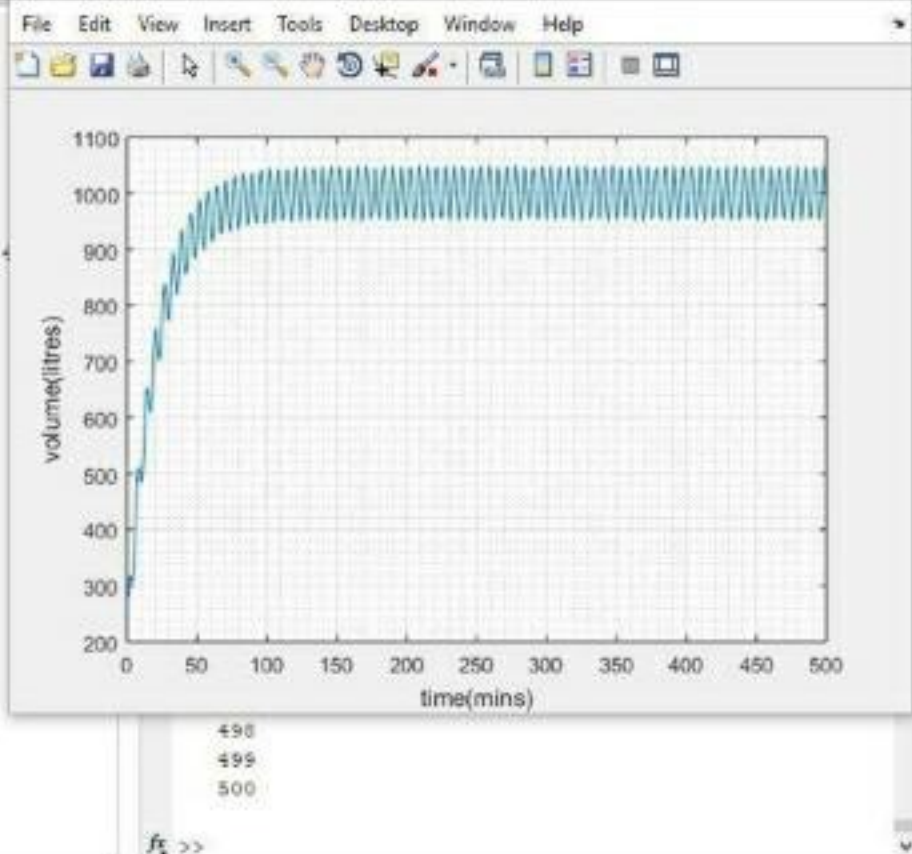 File Edit View Insert Tools Desktop Window Help
1100
1000
900
800
700
600
500
400
300
200
volume(litres)
0 50 100 150 200 250 300 350 400 450 500
time(mins)
498
499
500
fx >>